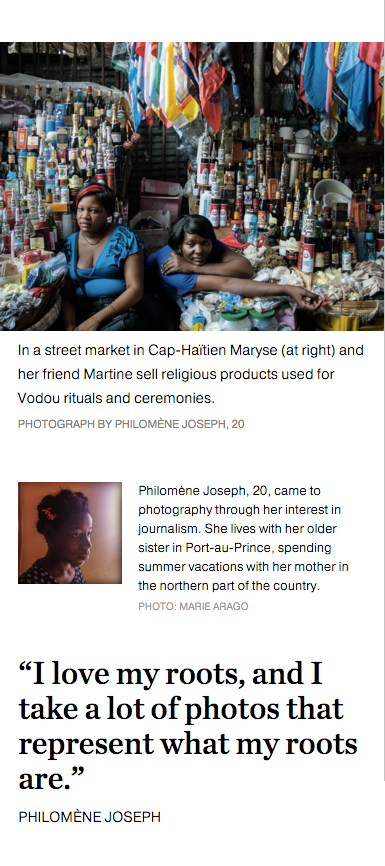 In a street market in Cap-Haïtien Maryse (at right) and
her friend Martine sell religious products used for
Vodou rituals and ceremonies.
PHOTOGRAPH BY PHILOMÈNE JOSEPH, 20
Philomène Joseph, 20, came to
photography through her interest in
journalism. She lives with her older
sister in Port-au-Prince, spending
summer vacations with her mother in
the northern part of the country.
PHOTO: MARIE ARAGO
“I love my roots, and I
take a lot of photos that
represent what my roots
are.”
PHILOMÈNE JOSEPH